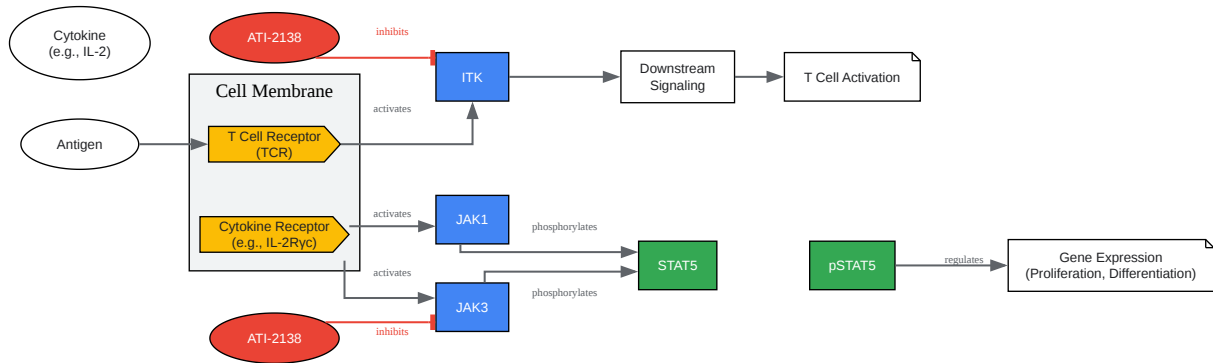 Cytokine
(e.g., IL-2)
ATI-2138
inhibits
ITK
Downstream
Signaling
T Cell Activation
Cell Membrane
activates
Antigen
T Cell Receptor
(TCR)
Cytokine Receptor
(e.g., IL-2Rγc)
activates
JAK1
phosphorylates
STAT5
pSTAT5
regulates
Gene Expression
(Proliferation, Differentiation)
activates
JAK3
phosphorylates
ATI-2138
inhibits